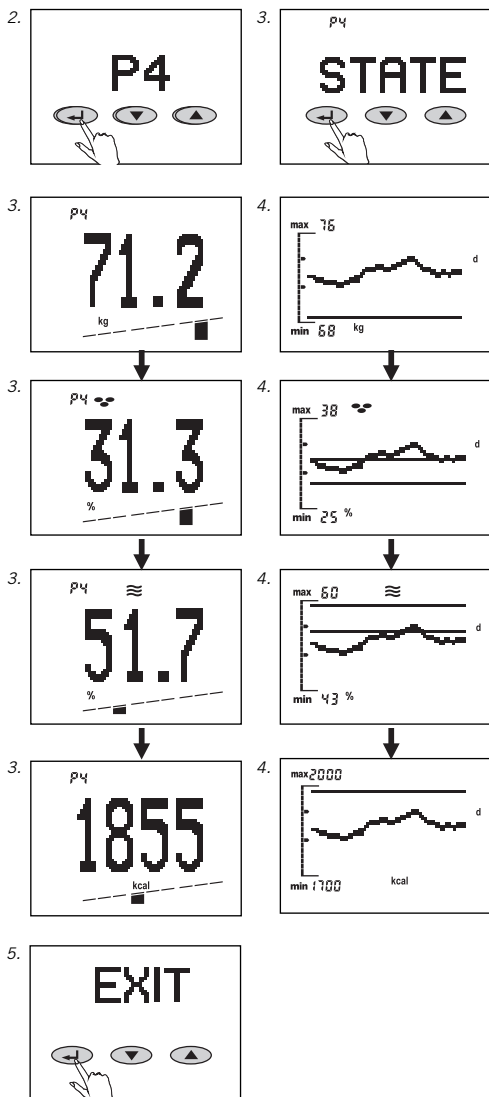 2.
P4
3.
P4
STATE
3.
P4
71.2
kg
4.
max 76
d
min 68 kg
3.
P4
31.3
%
4.
max 38
d
min 25 %
3.
P4
51.7
%
4.
max 60
d
min 43 %
3.
P4
1855
kcal
4.
max 2000
d
min 1700 kcal
5.
EXIT